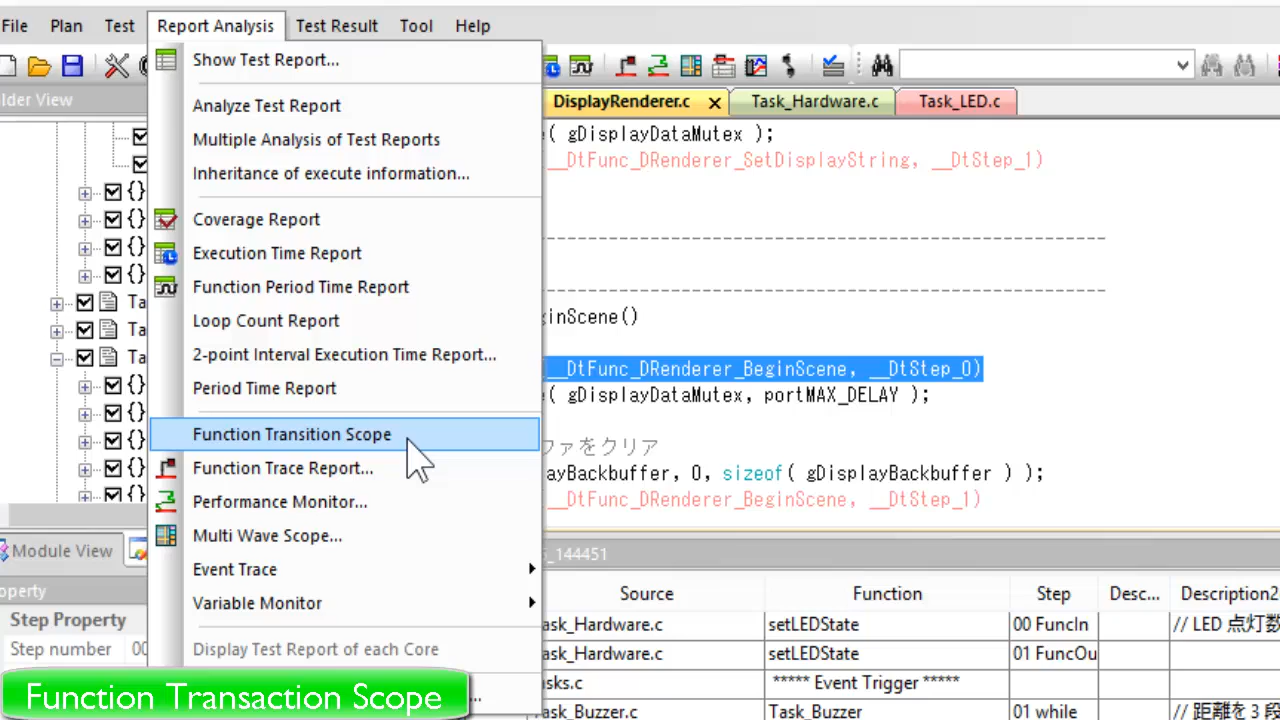 File Plan Test Report Analysis Test Result Tool Help
Show Test Report...
Analyze Test Report
Multiple Analysis of Test Reports
Inheritance of execute information...
Coverage Report
Execution Time Report
Function Period Time Report
Loop Count Report
2-point Interval Execution Time Report...
Period Time Report
Function Transition Scope
Function Trace Report...
Performance Monitor...
Multi Wave Scope...
Event Trace
Variable Monitor
Display Test Report of each Core
...
lder View
{}
{}
{}
{}
Ta
Ta
Ta
{}
{}
{}
{}
{}
Module View
operty
Step Property
Step number 00
Function Transaction Scope
DisplayRenderer.c Task_Hardware.c Task_LED.c
e( gDisplayDataMutex );
__DtFunc_DRenderer_SetDisplayString, __DtStep_1)
--------------------------------------------------------
--------------------------------------------------------
ginScene()
__DtFunc_DRenderer_BeginScene, __DtStep_0)
e( gDisplayDataMutex, portMAX_DELAY );
ファをクリア
ayBackbuffer, 0, sizeof( gDisplayBackbuffer ) );
__DtFunc_DRenderer_BeginScene, __DtStep_1)
_144451
Source Function Step Desc... Description2
ask_Hardware.c setLEDState 00 FuncIn // LED 点灯数
ask_Hardware.c setLEDState 01 FuncOu
asks.c ***** Event Trigger *****
ask_Buzzer.c Task_Buzzer 01 while // 距離を3段